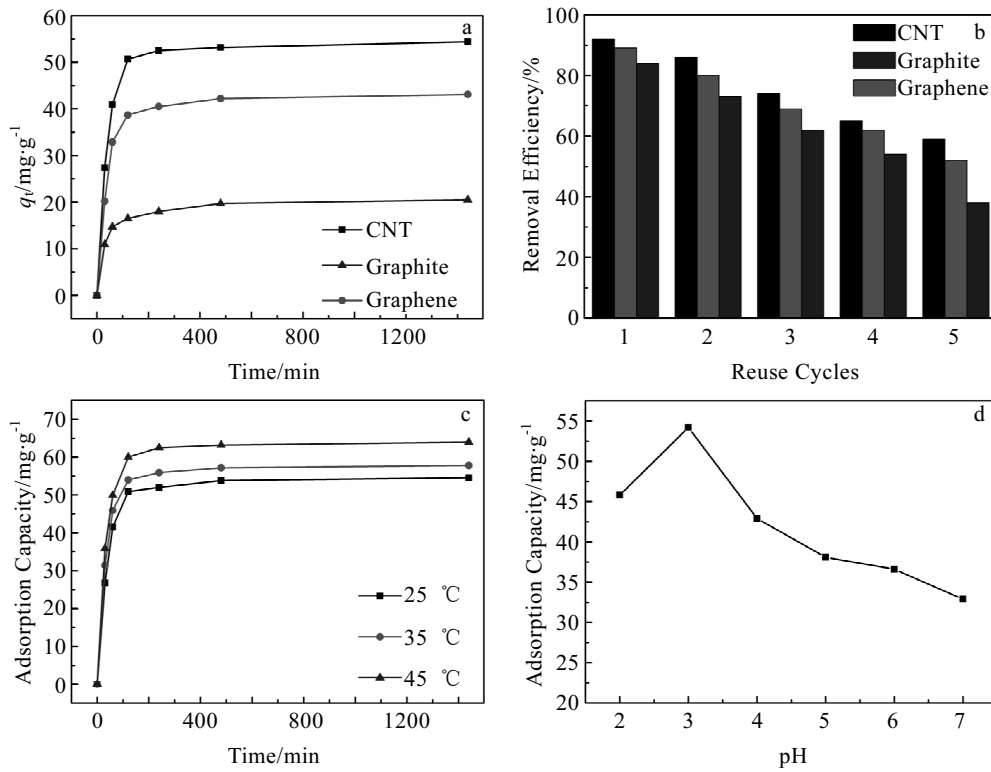 a
60
50
40
30
20
10
0
qt/mg·g-1
CNT
Graphite
Graphene
0 400 800 1200
Time/min
b
100
80
60
40
20
0
Removal Efficiency/%
CNT
Graphite
Graphene
1 2 3 4 5
Reuse Cycles
c
70
60
50
40
30
20
10
0
Adsorption Capacity/mg·g-1
25 ℃
35 ℃
45 ℃
0 400 800 1200
Time/min
d
55
50
45
40
35
30
25
20
Adsorption Capacity/mg·g-1
2 3 4 5 6 7
pH